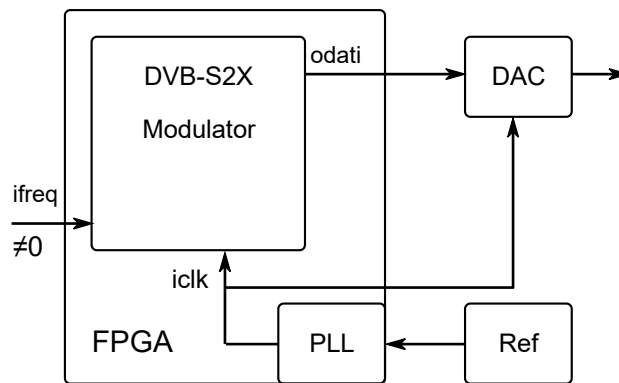 odati
DVB-S2X
DAC
Modulator
ifreq
≠0
iclk
FPGA
PLL
Ref